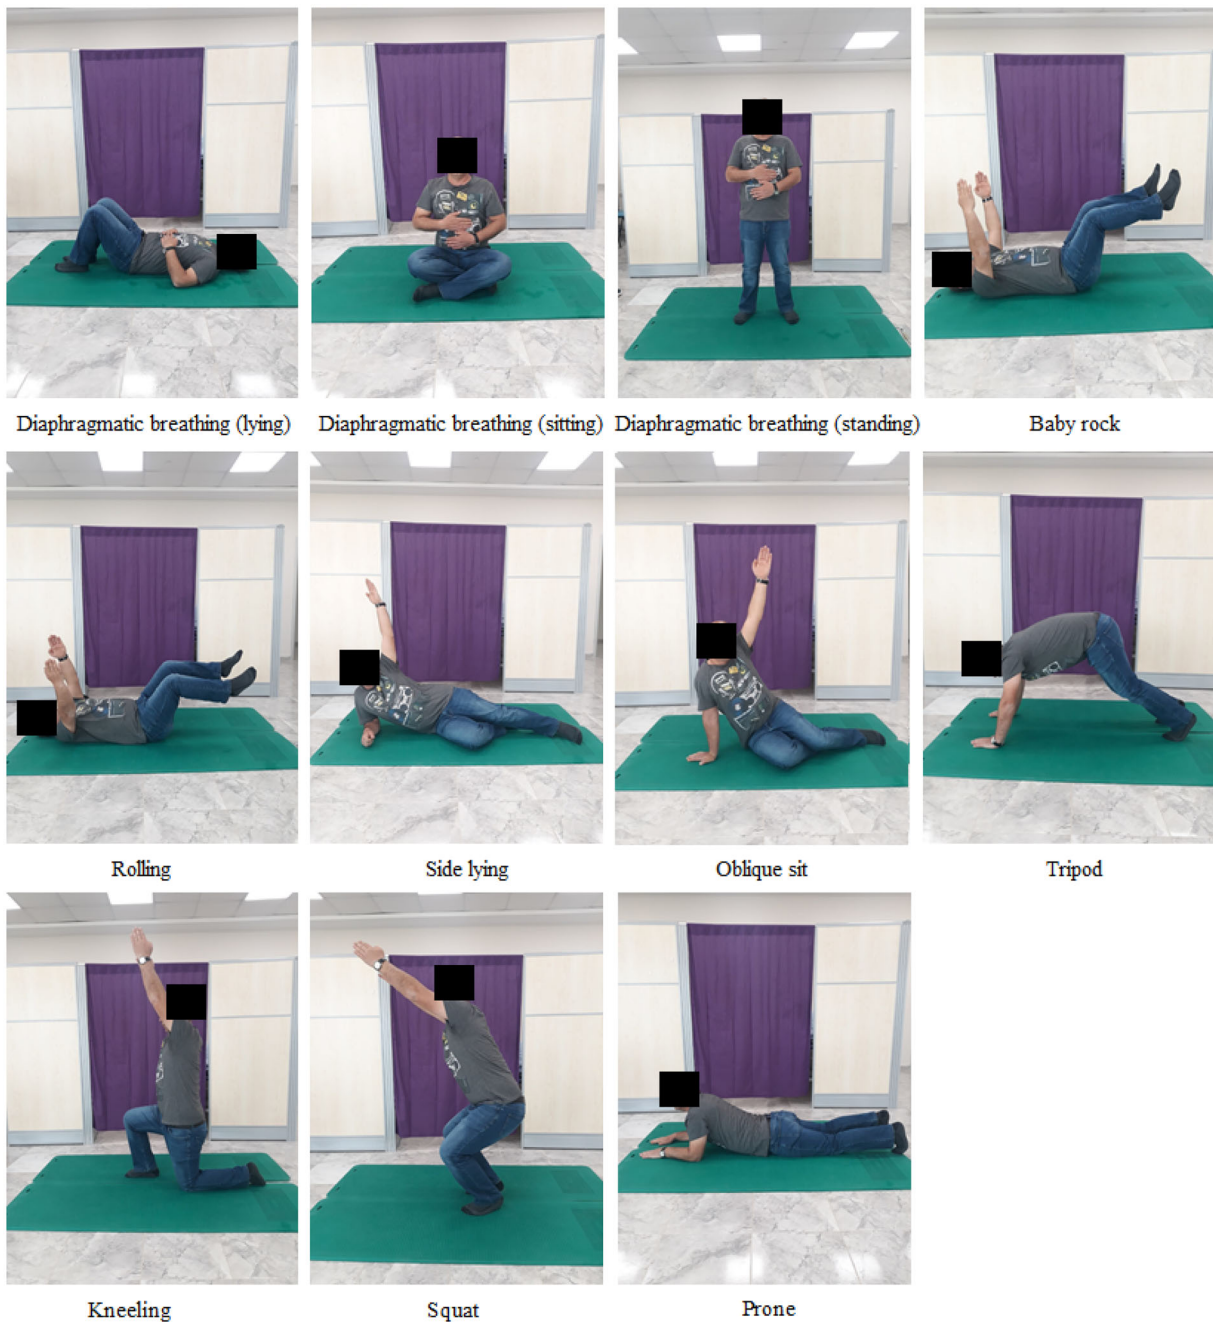 Diaphragmatic breathing (lying)
Diaphragmatic breathing (sitting)
Diaphragmatic breathing (standing)
Baby rock
Rolling
Side lying
Oblique sit
Tripod
Kneeling
Squat
Prone